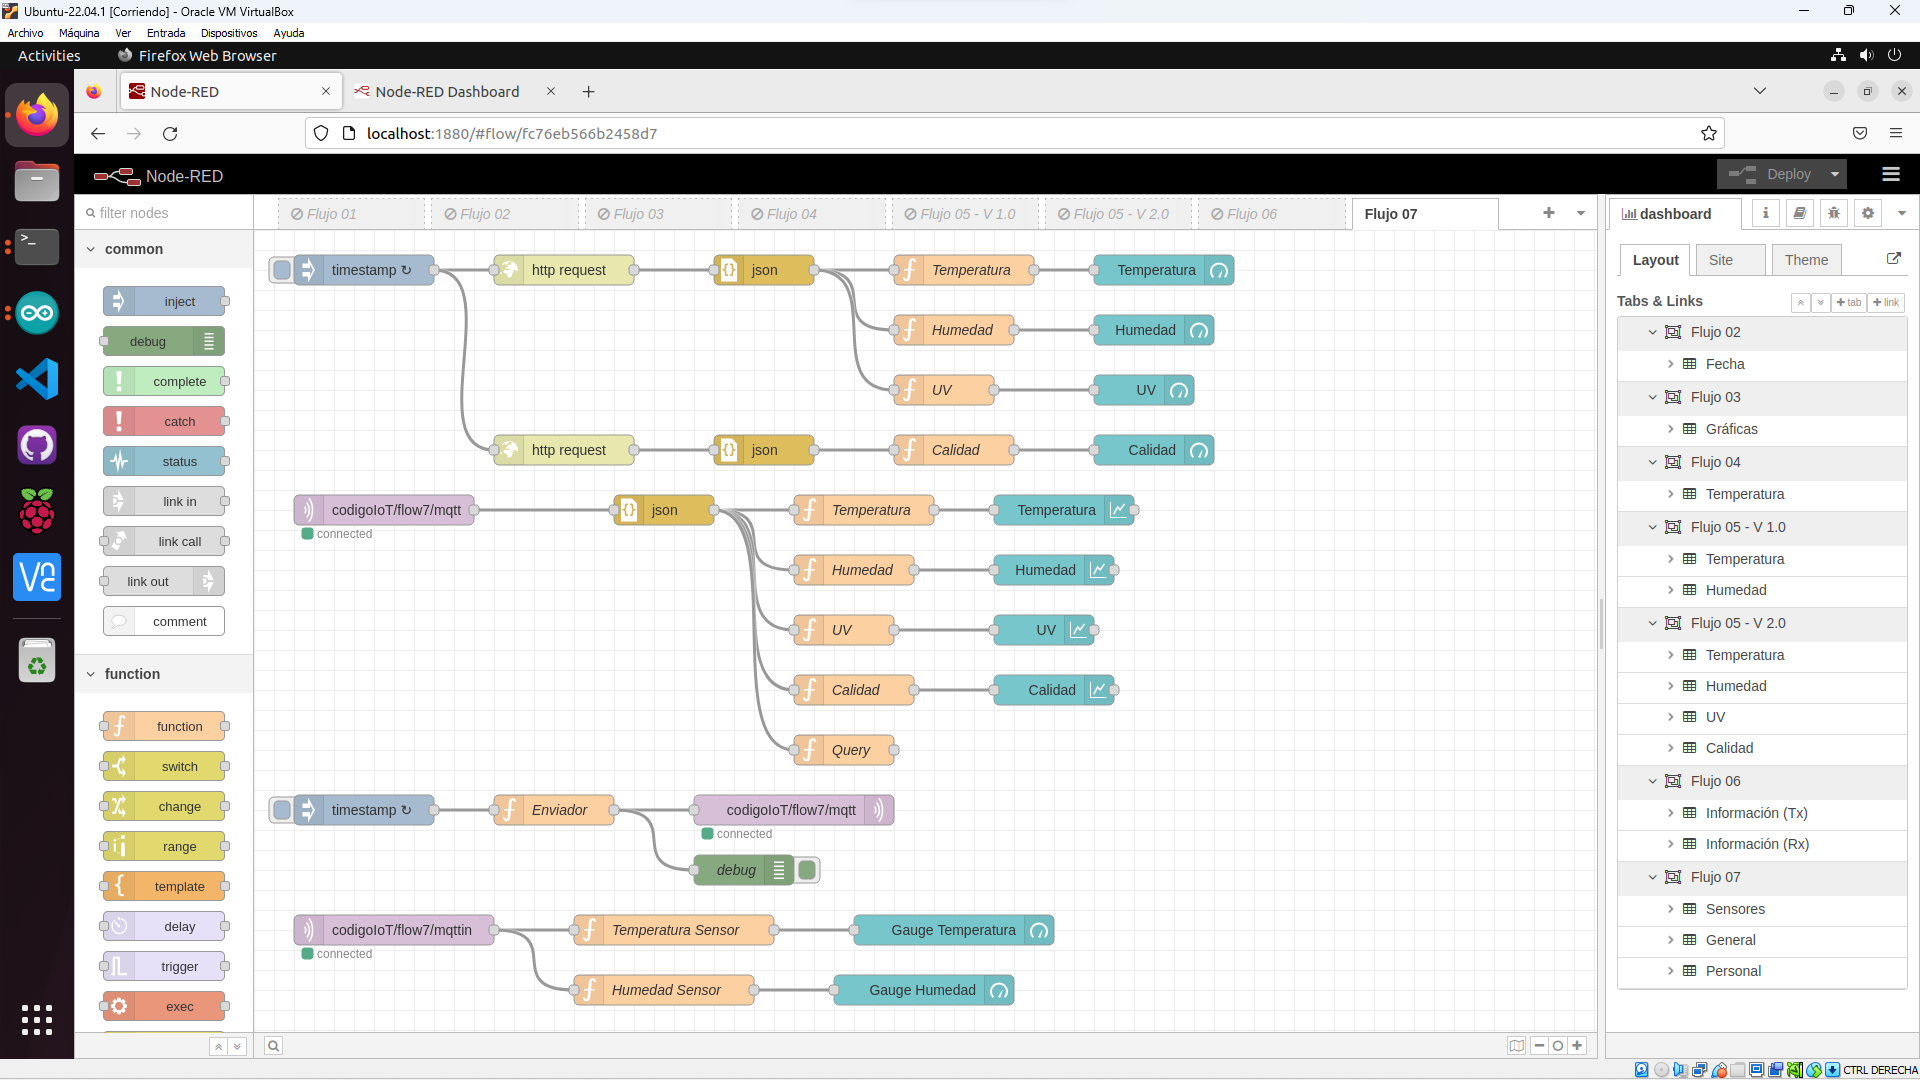 Ubuntu-22.04.1 [Corriendo] - Oracle VM VirtualBox
Archivo Máquina Ver Entrada Dispositivos Ayuda
Activities Firefox Web Browser
Node-RED Node-RED Dashboard
localhost:1880/#flow/fc76eb566b2458d7
Node-RED Deploy
filter nodes
Flujo 01 Flujo 02 Flujo 03 Flujo 04 Flujo 05 - V 1.0 Flujo 05 - V 2.0 Flujo 06 Flujo 07
common
inject
debug
complete
catch
status
link in
link call
link out
comment
function
function
switch
change
range
template
delay
trigger
exec
timestamp ↻ http request json Temperatura Temperatura
Humedad Humedad
UV UV
http request json Calidad Calidad
codigoIoT/flow7/mqtt json Temperatura Temperatura
connected
Humedad Humedad
UV UV
Calidad Calidad
Query
timestamp ↻ Enviador codigoIoT/flow7/mqtt
connected
debug
codigoIoT/flow7/mqttin Temperatura Sensor Gauge Temperatura
connected
Humedad Sensor Gauge Humedad
dashboard
Layout Site Theme
Tabs & Links tab link
Flujo 02
Fecha
Flujo 03
Gráficas
Flujo 04
Temperatura
Flujo 05 - V 1.0
Temperatura
Humedad
Flujo 05 - V 2.0
Temperatura
Humedad
UV
Calidad
Flujo 06
Información (Tx)
Información (Rx)
Flujo 07
Sensores
General
Personal
CTRL DERECHA